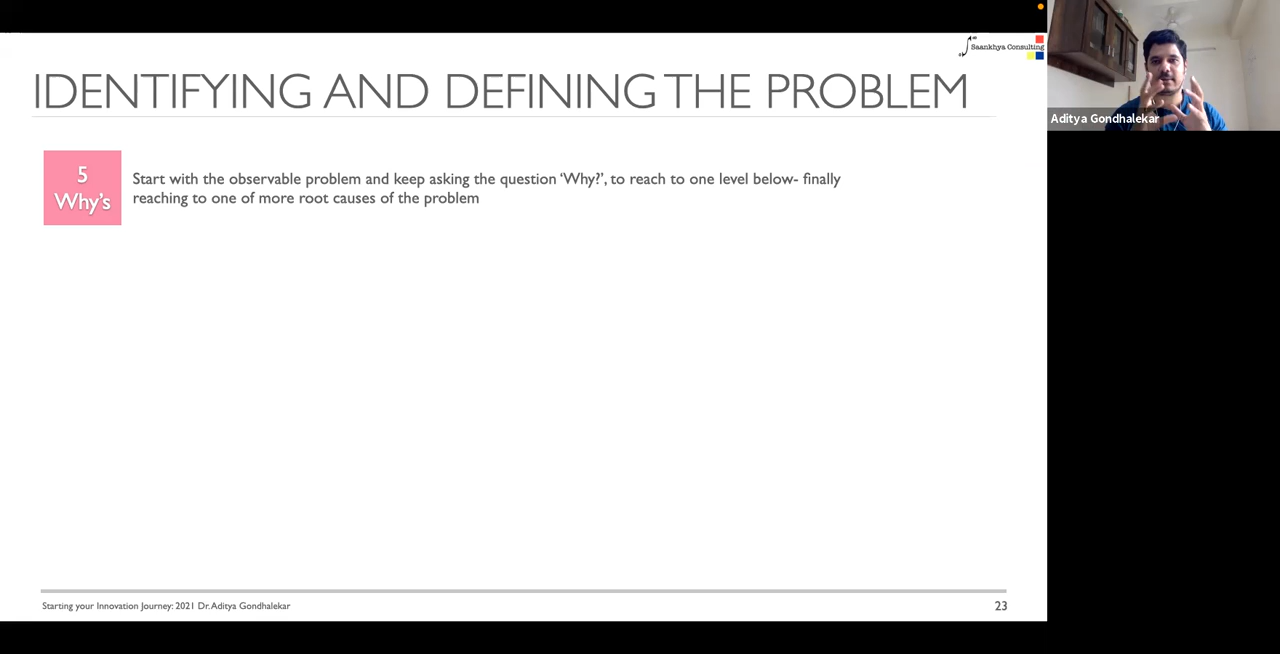 Saankhya Consulting
IDENTIFYING AND DEFINING THE PROBLEM
Aditya Gondhalekar
5
Why's
Start with the observable problem and keep asking the question ‘Why?’, to reach to one level below- finally
reaching to one of more root causes of the problem
Starting your Innovation Journey: 2021 Dr. Aditya Gondhalekar
23